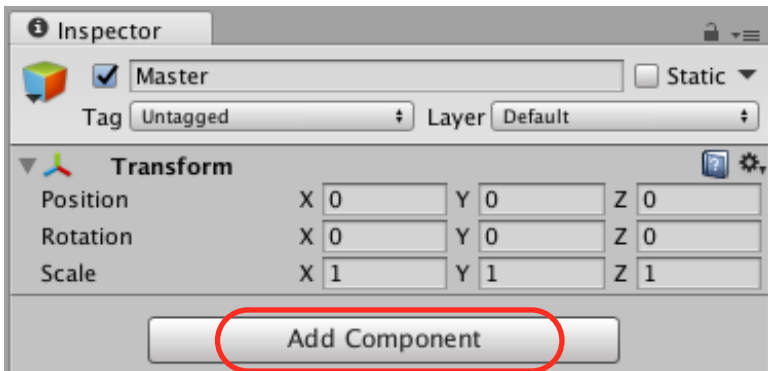 Inspector
Master Static
Tag Untagged Layer Default
Transform
Position X 0 Y 0 Z 0
Rotation X 0 Y 0 Z 0
Scale X 1 Y 1 Z 1
Add Component